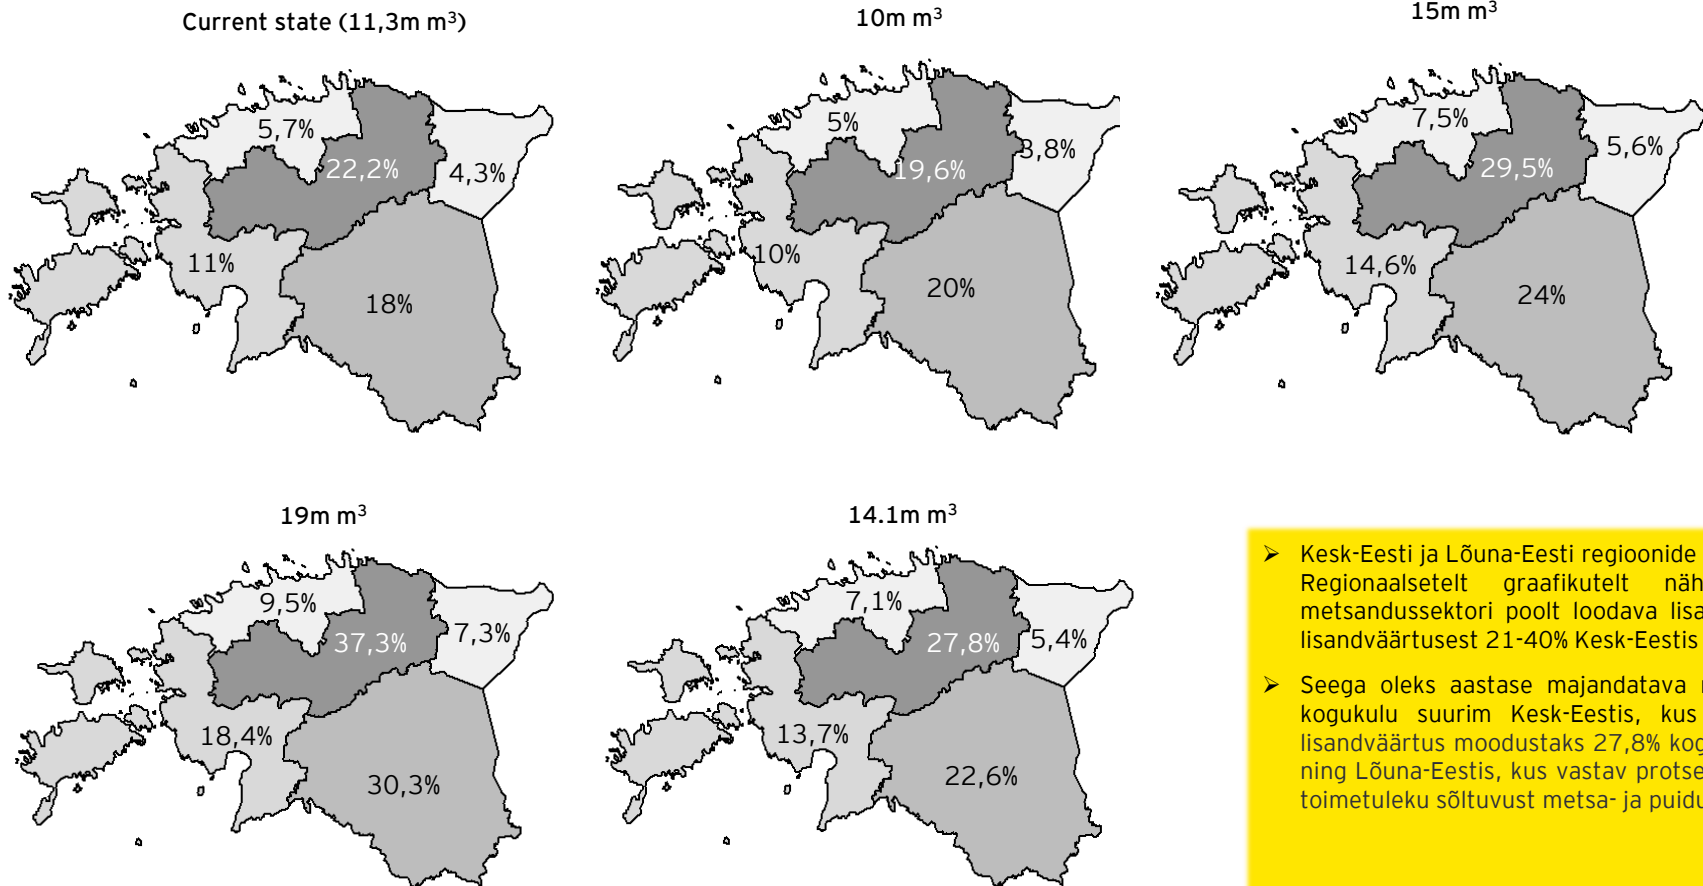 Current state (11,3m m³)
5,7%
22,2%
4,3%
11%
18%
10m m³
5%
19,6%
3,8%
10%
20%
15m m³
7,5%
29,5%
5,6%
14,6%
24%
19m m³
9,5%
37,3%
7,3%
18,4%
30,3%
14.1m m³
7,1%
27,8%
5,4%
13,7%
22,6%
➢ Kesk-Eesti ja Lõuna-Eesti regioonide
Regionaalsetelt graafikutelt näh
metsandussektori poolt loodava lisa
lisandväärtusest 21-40% Kesk-Eestis
➢ Seega oleks aastase majandatava
kogukulu suurim Kesk-Eestis, kus
lisandväärtus moodustaks 27,8% kog
ning Lõuna-Eestis, kus vastav protse
toimetuleku sõltuvust metsa- ja puidu